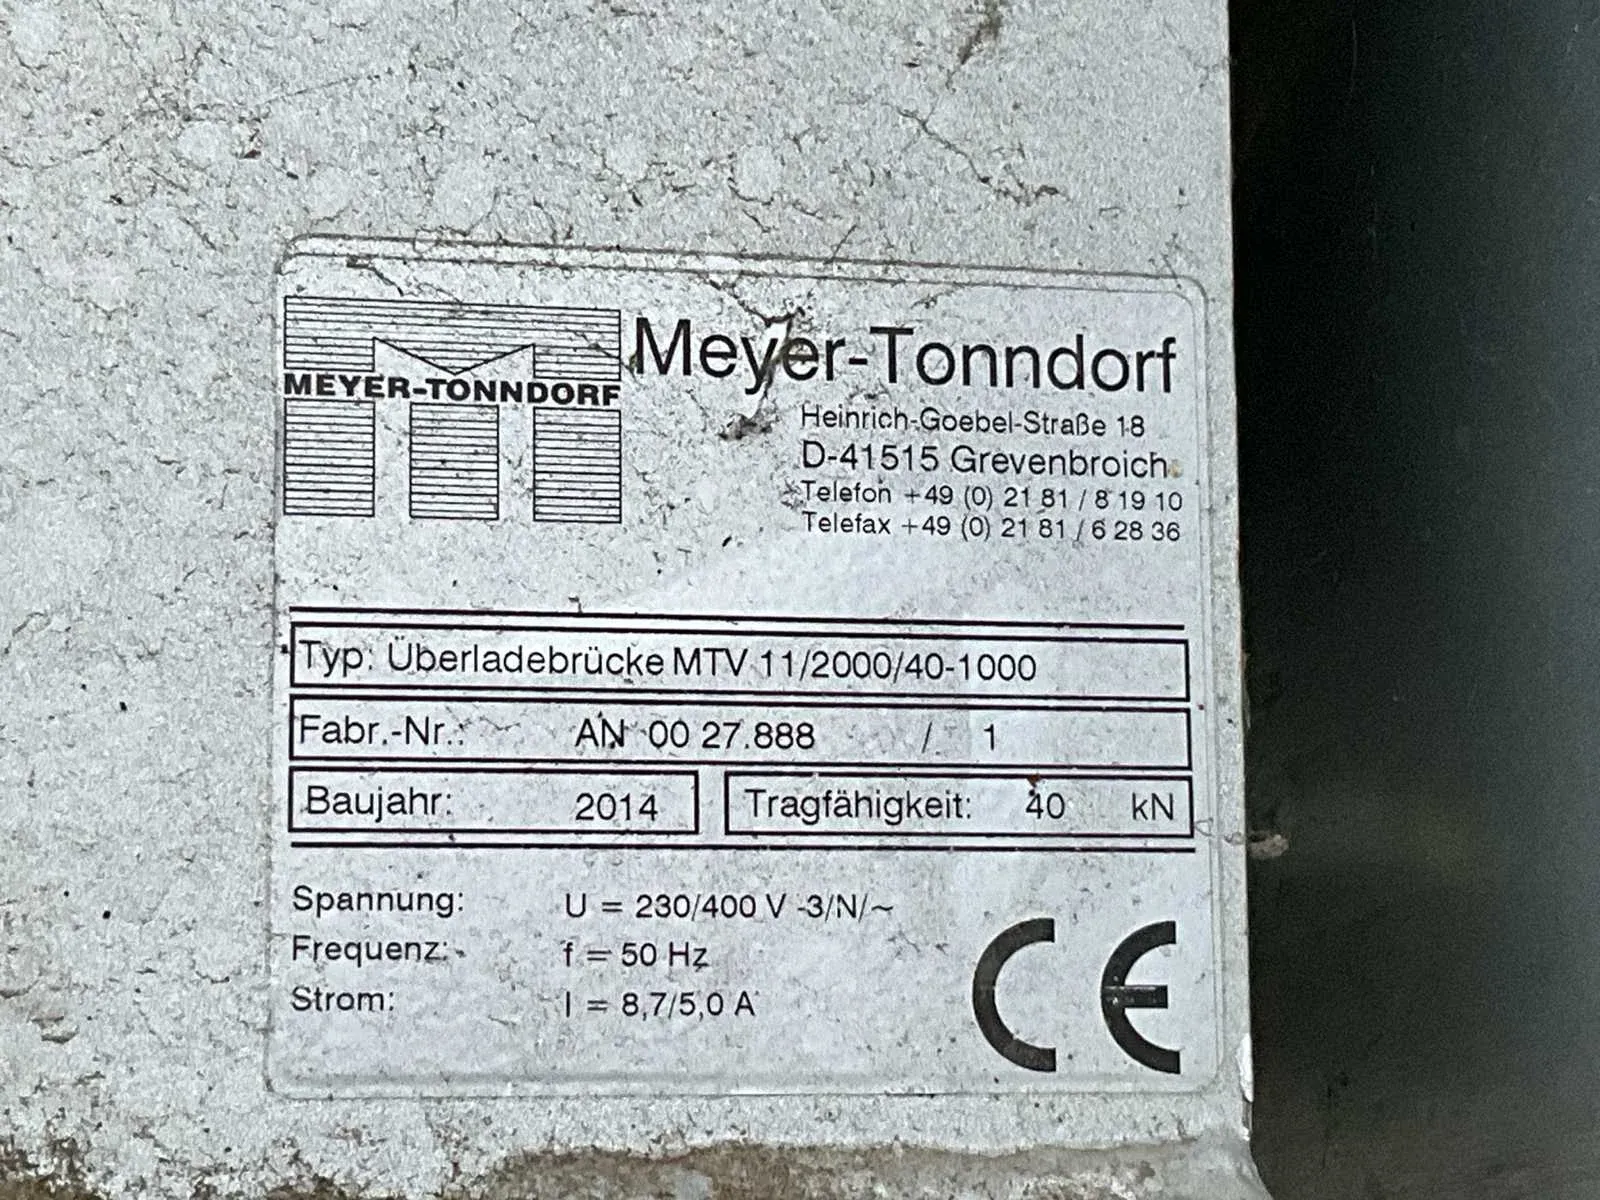 MEYER-TONNDORF
Meyer-Tonndorf
Heinrich-Goebel-Straße 18
D-41515 Grevenbroich
Telefon +49 (0) 21 81 / 8 19 10
Telefax +49 (0) 21 81 / 6 28 36
Typ: Überladebrücke MTV 11/2000/40-1000
Fabr.-Nr.: AN 00 27.888 / 1
Baujahr: 2014 Tragfähigkeit: 40 kN
Spannung: U = 230/400 V -3/N/~
Frequenz: f = 50 Hz
Strom: I = 8,7/5,0 A
CE